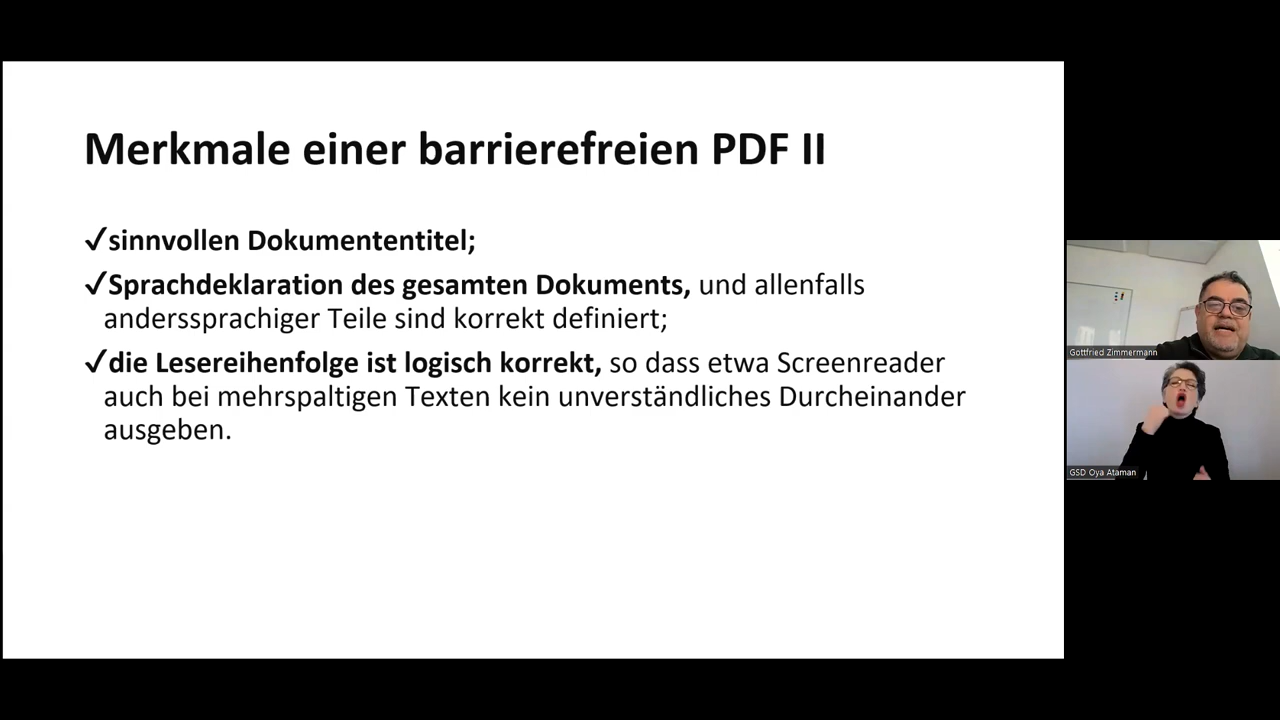 Merkmale einer barrierefreien PDF II
✓sinnvollen Dokumententitel;
✓Sprachdeklaration des gesamten Dokuments, und allenfalls
anderssprachiger Teile sind korrekt definiert;
✓die Lesereihenfolge ist logisch korrekt, so dass etwa Screenreader
auch bei mehrspaltigen Texten kein unverständliches Durcheinander
ausgeben.
Gottfried Zimmermann
GSD Oya Ataman